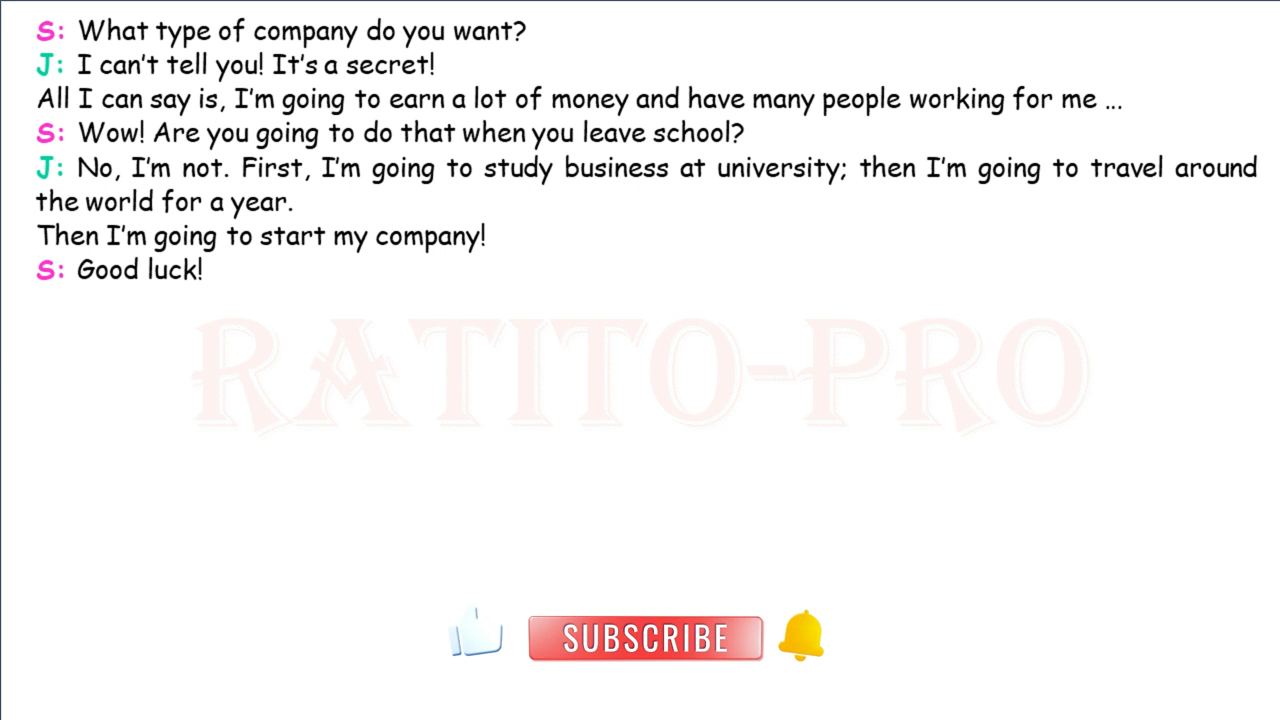 S: What type of company do you want?
J: I can't tell you! It's a secret!
All I can say is, I'm going to earn a lot of money and have many people working for me ...
S: Wow! Are you going to do that when you leave school?
J: No, I'm not. First, I'm going to study business at university; then I'm going to travel around
the world for a year.
Then I'm going to start my company!
S: Good luck!
RATITO-PRO
SUBSCRIBE